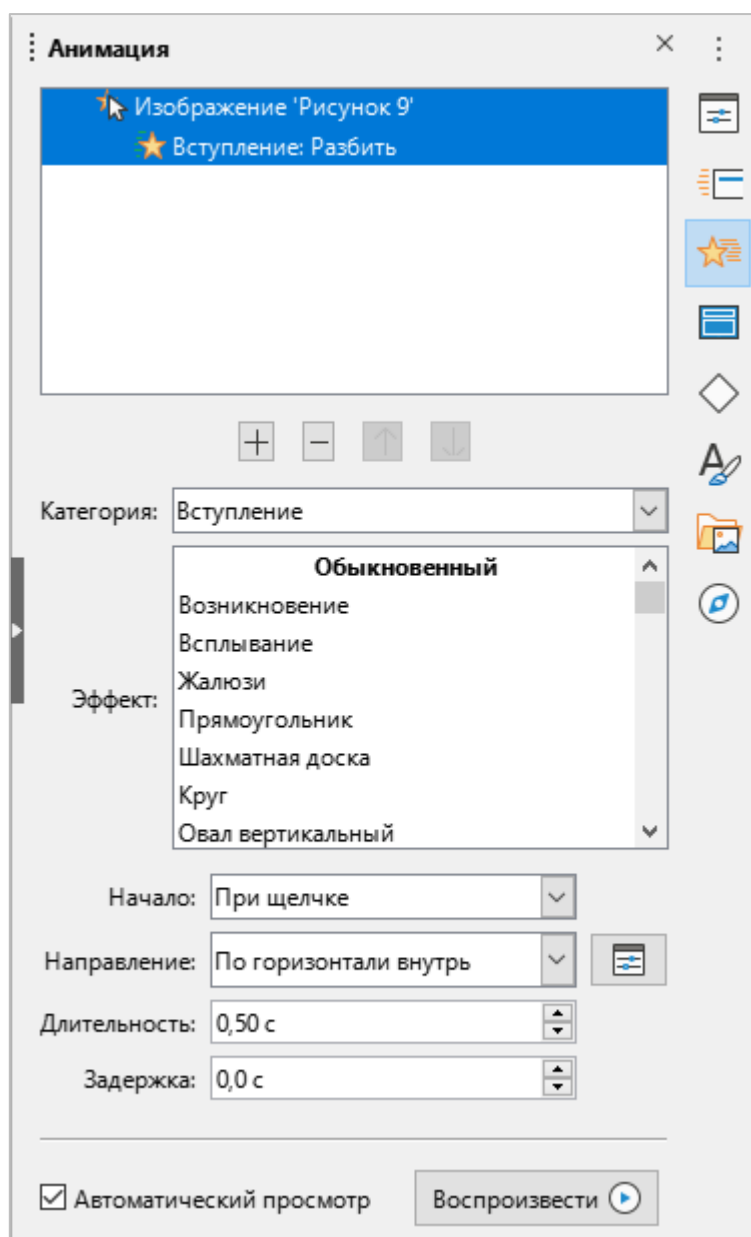 Анимация
Изображение 'Рисунок 9'
Вступление: Разбить
Категория: Вступление
Обыкновенный
Возникновение
Всплывание
Жалюзи
Эффект:
Прямоугольник
Шахматная доска
Круг
Овал вертикальный
Начало: При щелчке
Направление: По горизонтали внутрь
Длительность: 0,50 с
Задержка: 0,0 с
Автоматический просмотр Воспроизвести